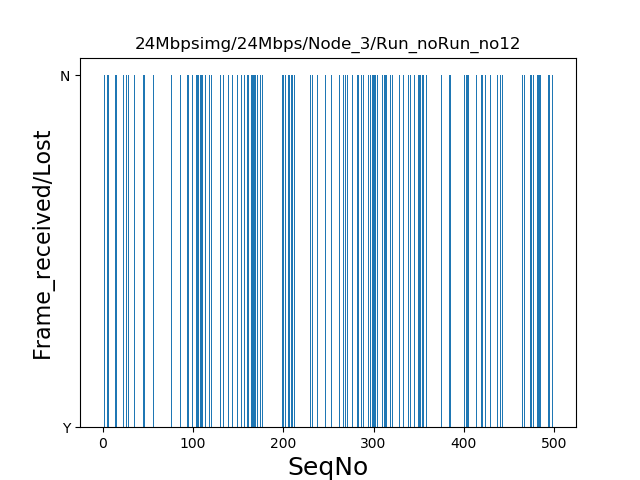 24Mbpsimg/24Mbps/Node_3/Run_noRun_no12
N
Frame_received/Lost
Y
0 100 200 300 400 500
SeqNo